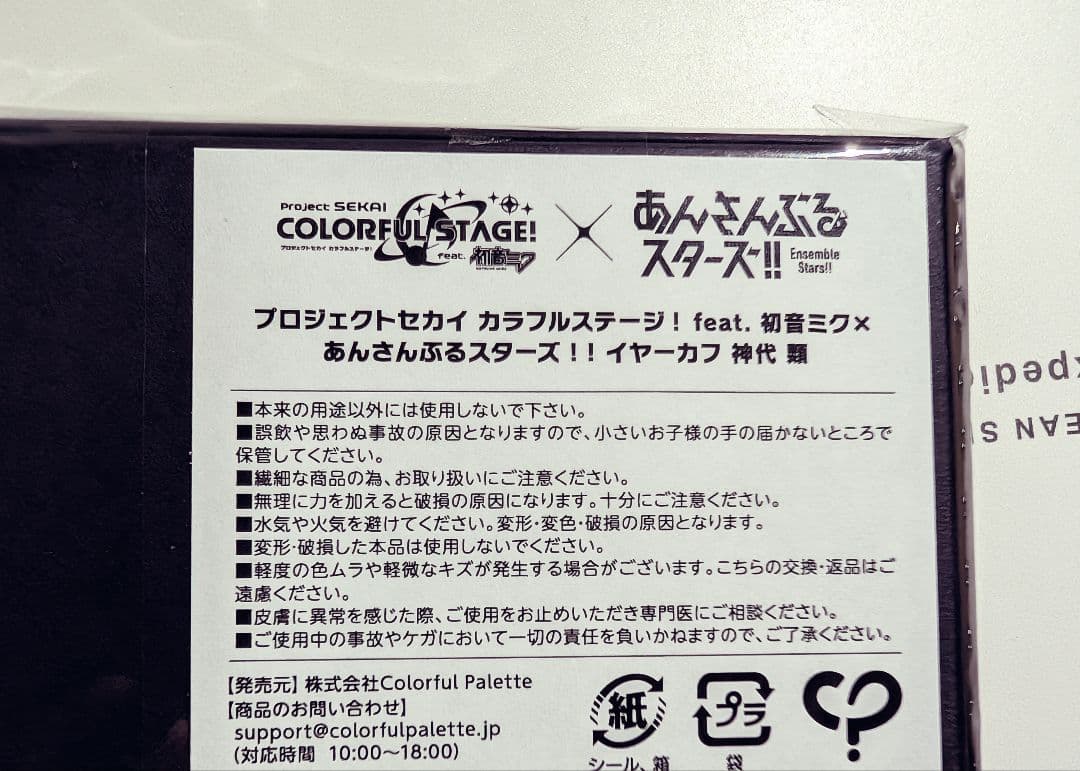 Project SEKAI
COLORFUL STAGE!
プロジェクトセカイ カラフルステージ!
feat. 初音ミク
×
あんさんぶる
スターズ!!
Ensemble
Stars!!
プロジェクトセカイ カラフルステージ! feat. 初音ミク×
あんさんぶるスターズ!! イヤーカフ 神代 類
■本来の用途以外には使用しないで下さい。
■誤飲や思わぬ事故の原因となりますので、小さいお子様の手の届かないところで
保管してください。
■繊細な商品の為、お取り扱いにご注意ください。
■無理に力を加えると破損の原因になります。十分にご注意ください。
■水気や火気を避けてください。変形・変色・破損の原因となります。
■変形・破損した本品は使用しないでください。
■軽度の色ムラや軽微なキズが発生する場合がございます。こちらの交換・返品はご
遠慮ください。
■皮膚に異常を感じた際、ご使用をお止めいただき専門医にご相談ください。
■ご使用中の事故やケガにおいて一切の責任を負いかねますので、ご了承ください。
【発売元】株式会社Colorful Palette
【商品のお問い合わせ】
support@colorfulpalette.jp
(対応時間 10:00～18:00)
紙
シール、箱
プラ
袋